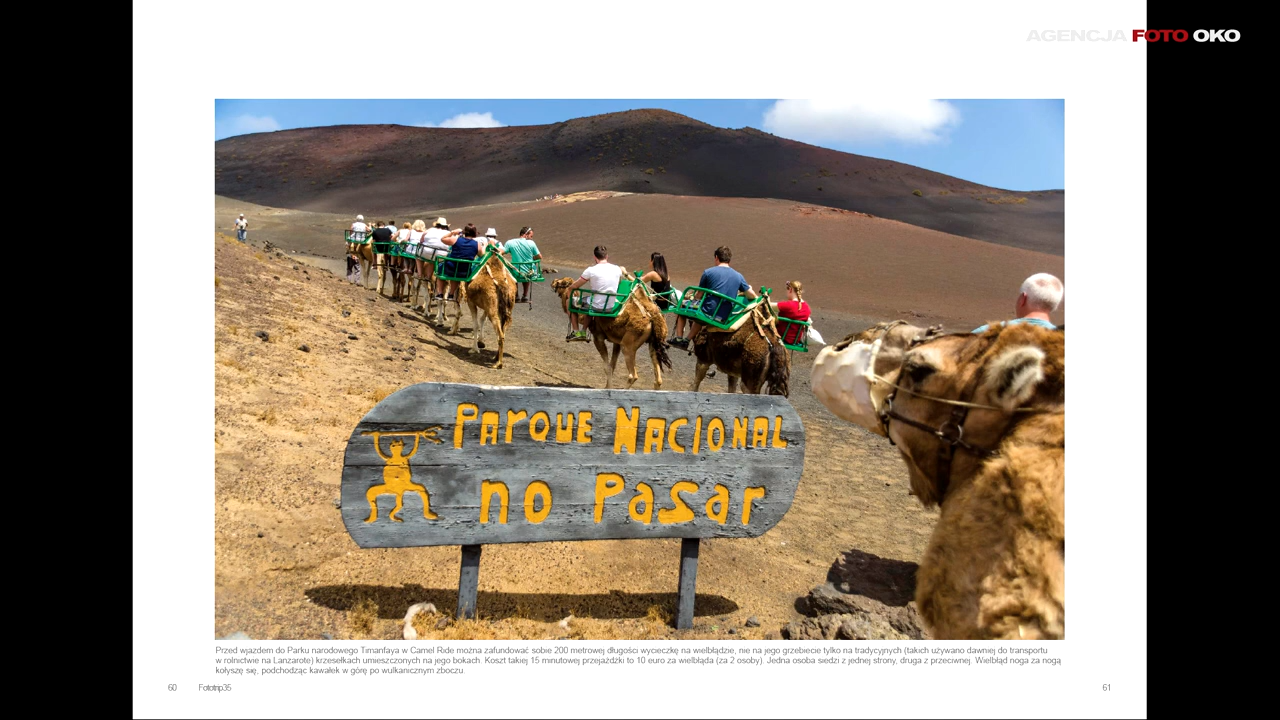 AGENCJA FOTO OKO
PARQUE NACIONAL
no Pasar
Przed wjazdem do Parku narodowego Timanfaya w Camel Ride można zafundować sobie 200 metrowej długości wycieczkę na wielbłądzie, nie na jego grzbiecie tylko na tradycyjnych (takich używano dawniej do transportu
w rolnictwie na Lanzarote) krzesełkach umieszczonych na jego bokach. Koszt takiej 15 minutowej przejażdżki to 10 euro za wielbłąda (za 2 osoby). Jedna osoba siedzi z jednej strony, druga z przeciwnej. Wielbłąd noga za nogą
kołyszę się, podchodząc kawałek w górę po wulkanicznym zboczu.
60 Fototrip35 61